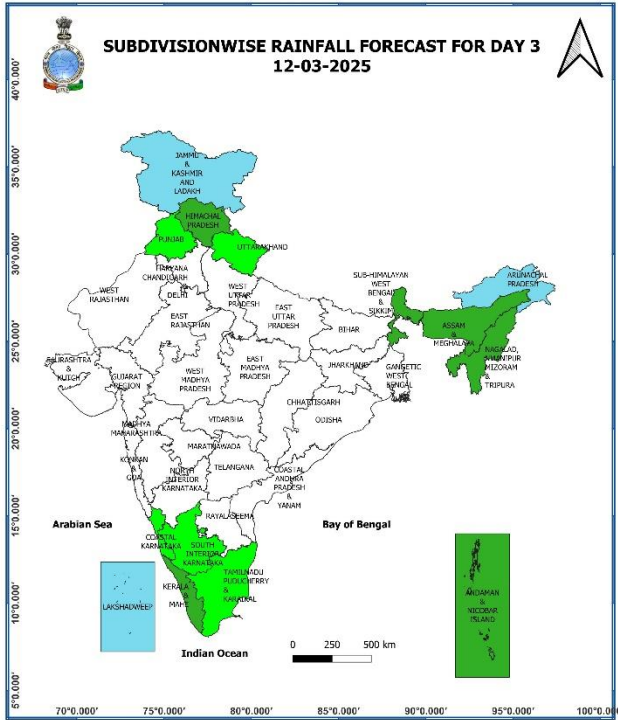 SUBDIVISIONWISE RAINFALL FORECAST FOR DAY 3
12-03-2025
40°0.000'
35°0.000'
30°0.000'
25°0.000'
20°0.000'
15°0.000'
10°0.000'
5°0.000'
JAMMU
&
KASHMIR
AND
LADAKH
HIMACHAL
PRADESH
PUNJAB
UTTARAKHAND
HARYANA
CHANDIGARH
&
DELHI
WEST
RAJASTHAN
WEST
UTTAR
PRADESH
EAST
UTTAR
PRADESH
EAST
RAJASTHAN
SUB-HIMALAYAN
WEST
BENGAL
&
SIKKIM
ARUNACHAL
PRADESH
ASSAM
&
MEGHALAYA
NAGALAD
MANIPUR
MIZORAM
&
TRIPURA
BIHAR
SAURASHTRA
&
KUTCH
GUJARAT
REGION
WEST
MADHYA
PRADESH
EAST
MADHYA
PRADESH
JHARKHAND
GANGETIC
WEST
BENGAL
CHHATISGARH
ODISHA
VIDARBHA
MADHYA
MAHARASHTRA
MARATHAWADA
KONKAN
&
GOA
NORTH
INTERIOR
KARNATAKA
TELANGANA
COASTAL
ANDHRA
PRADESH
&
YANAM
RAYALASEEMA
Arabian Sea
Bay of Bengal
COASTAL
KARNATAKA
SOUTH
INTERIOR
KARNATAKA
TAMILNADU
PUDUCHERRY
&
KARAIKAL
KERALA
&
MAHE
LAKSHADWEEP
ANDAMAN
&
NICOBAR
ISLAND
Indian Ocean
0 250 500 km
70°0.000' 75°0.000' 80°0.000' 85°0.000' 90°0.000' 95°0.000' 100°0.000